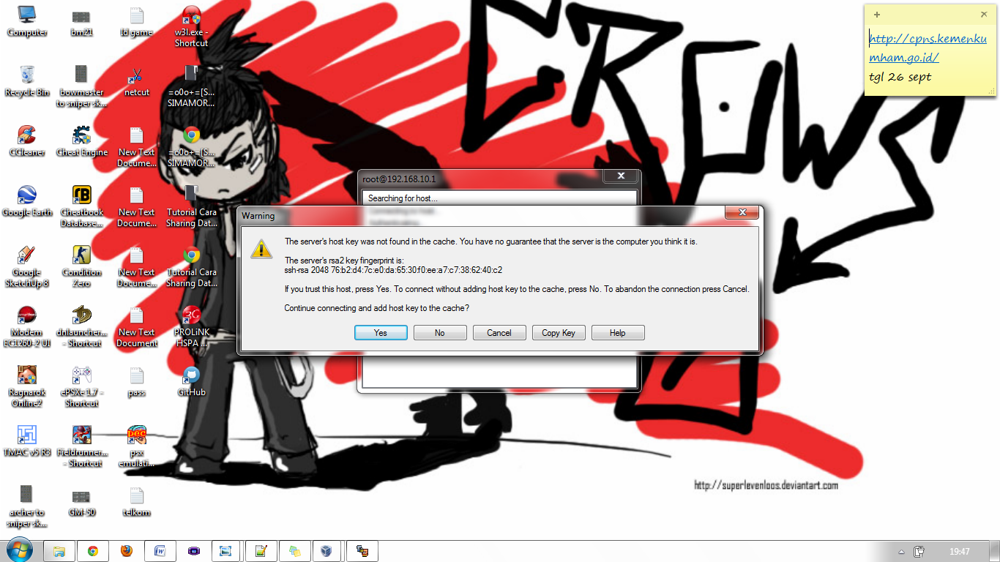 Computer
bm21
Id game
w3l.exe -
Shortcut
Recycle Bin
bowmaster
to sniper sk...
netcut
=o0o+=[S...
SIMAMOR...
CCleaner
Cheat Engine
New Text
Docume...
=o0o+=[S...
SIMAMOR...
Google Earth
Cheatbook
Database...
New Text
Docume...
Tutorial Cara
Sharing Dat...
Google
SketchUp 8
Condition
Zero
New Text
Docume...
Tutorial Cara
Sharing Dat...
Modem
EC1260-2 UI
dnlauncher...
- Shortcut
New Text
Document
PROLiNK
HSPA ...
Ragnarok
Online2
ePSXe 1.7 -
Shortcut
pass
GitHub
TMAC v5 R3
Fieldrunner...
- Shortcut
psx
emulati...
archer to
sniper sk...
GM-50
telkom
CROWS
http://cpns.kemenku
mham.go.id/
tgl 26 sept
root@192.168.10.1
Searching for host...
Connecting to host...
Authenticating...
Warning
The server's host key was not found in the cache. You have no guarantee that the server is the computer you think it is.
The server's rsa2 key fingerprint is:
ssh-rsa 2048 76:b2:d4:7c:e0:da:65:30:f0:ee:a7:c7:38:62:40:c2
If you trust this host, press Yes. To connect without adding host key to the cache, press No. To abandon the connection press Cancel.
Continue connecting and add host key to the cache?
Yes
No
Cancel
Copy Key
Help
http://superlevenloos.deviantart.com
19:47